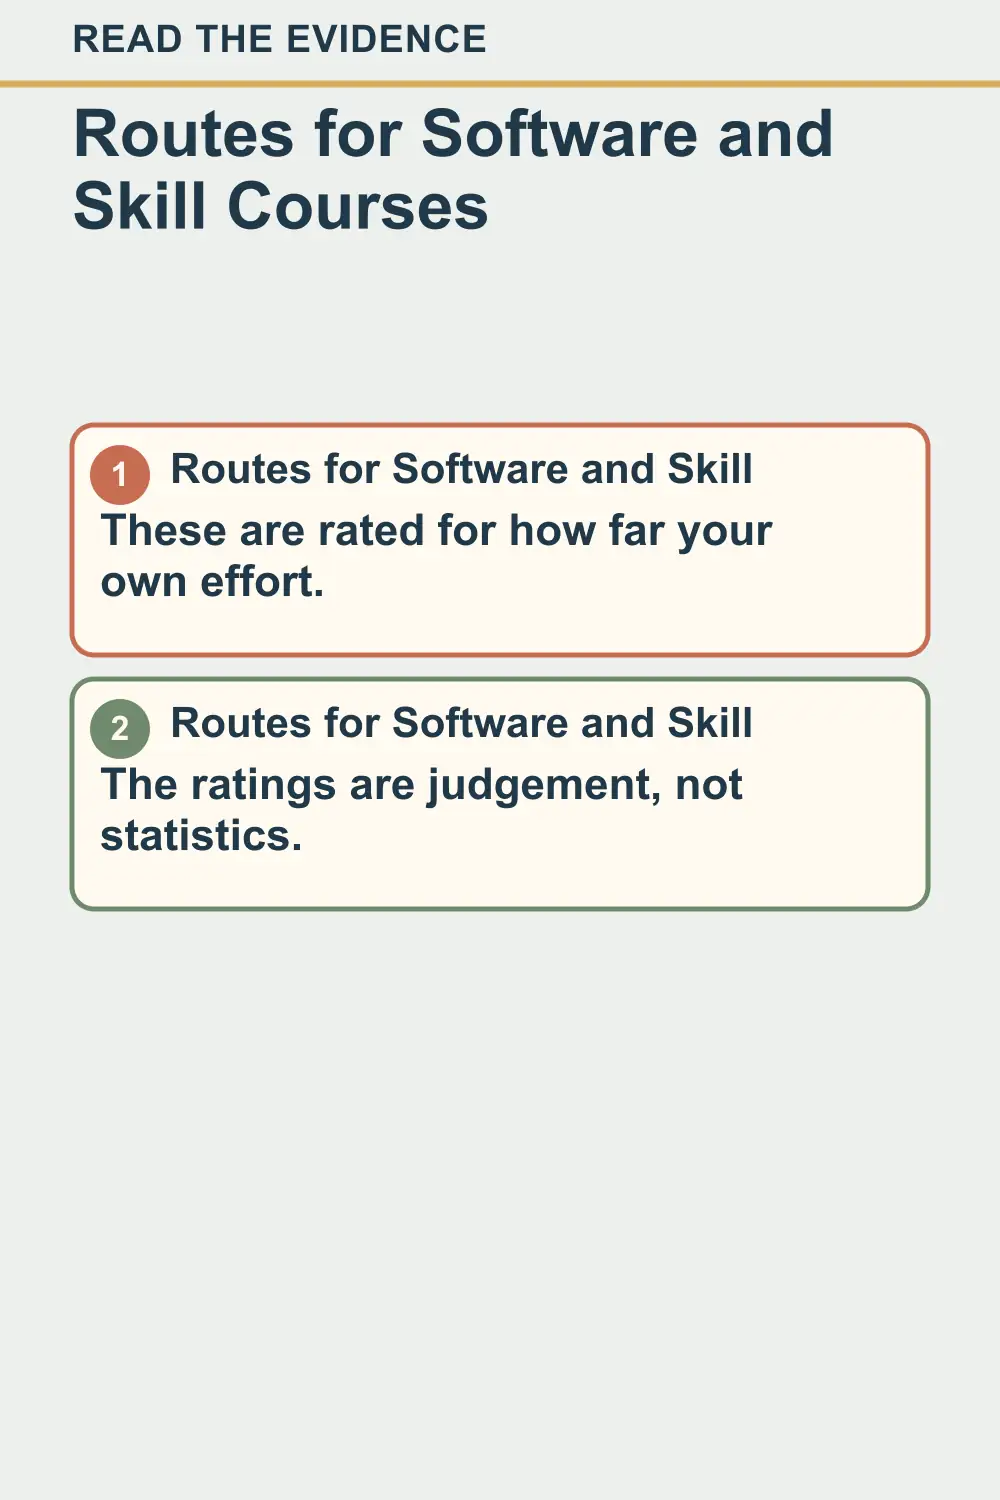 READ THE EVIDENCE
Routes for Software and
Skill Courses
1 Routes for Software and Skill
These are rated for how far your
own effort.
2 Routes for Software and Skill
The ratings are judgement, not
statistics.